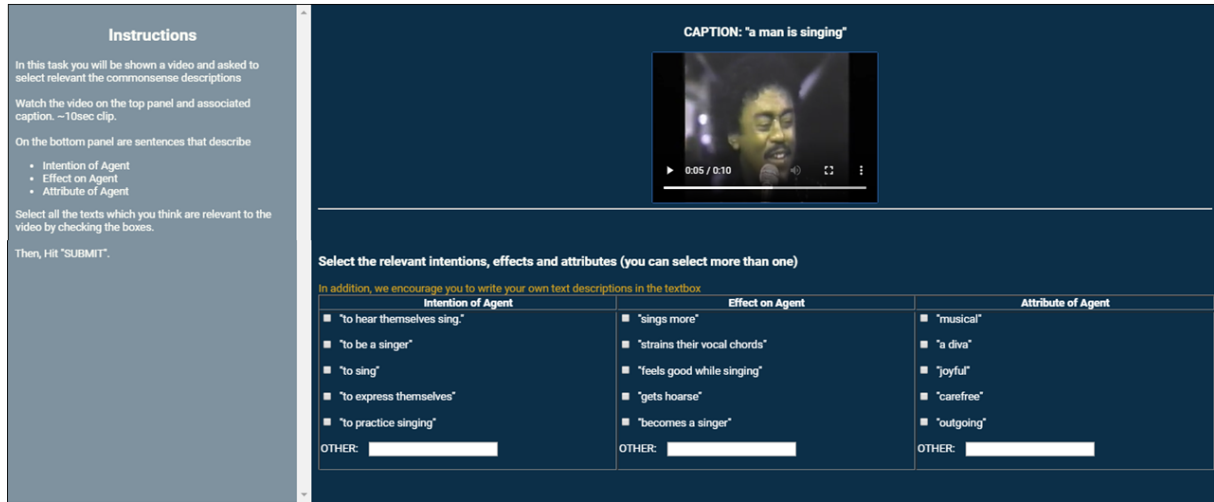 Instructions
In this task you will be shown a video and asked to
select relevant the commonsense descriptions
Watch the video on the top panel and associated
caption. ~10sec clip.
On the bottom panel are sentences that describe
• Intention of Agent
• Effect on Agent
• Attribute of Agent
Select all the texts which you think are relevant to the
video by checking the boxes.
Then, Hit "SUBMIT".
CAPTION: "a man is singing"
0:05 / 0:10
Select the relevant intentions, effects and attributes (you can select more than one)
In addition, we encourage you to write your own text descriptions in the textbox
Intention of Agent
"to hear themselves sing."
"to be a singer"
"to sing"
"to express themselves"
"to practice singing"
OTHER:
Effect on Agent
"sings more"
"strains their vocal chords"
"feels good while singing"
"gets hoarse"
"becomes a singer"
OTHER:
Attribute of Agent
"musical"
"a diva"
"joyful"
"carefree"
"outgoing"
OTHER: